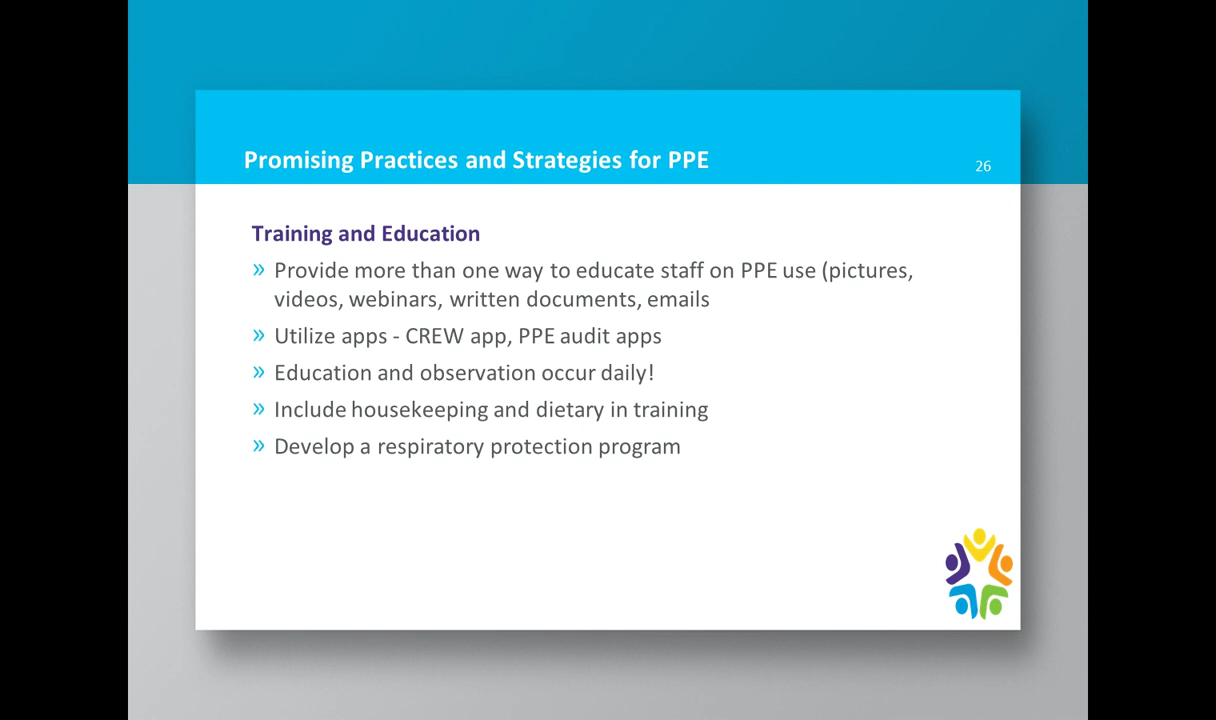 Promising Practices and Strategies for PPE
26
Training and Education
» Provide more than one way to educate staff on PPE use (pictures,
videos, webinars, written documents, emails
» Utilize apps - CREW app, PPE audit apps
» Education and observation occur daily!
» Include housekeeping and dietary in training
» Develop a respiratory protection program